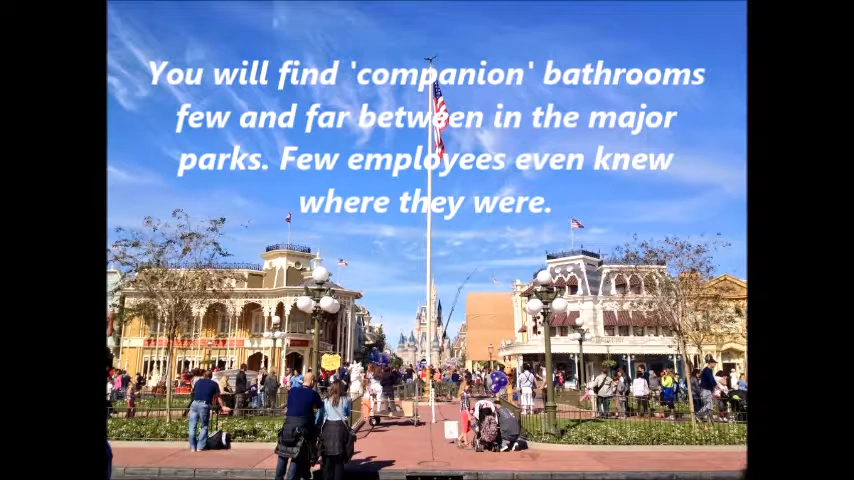 You will find 'companion' bathrooms
few and far between in the major
parks. Few employees even knew
where they were.